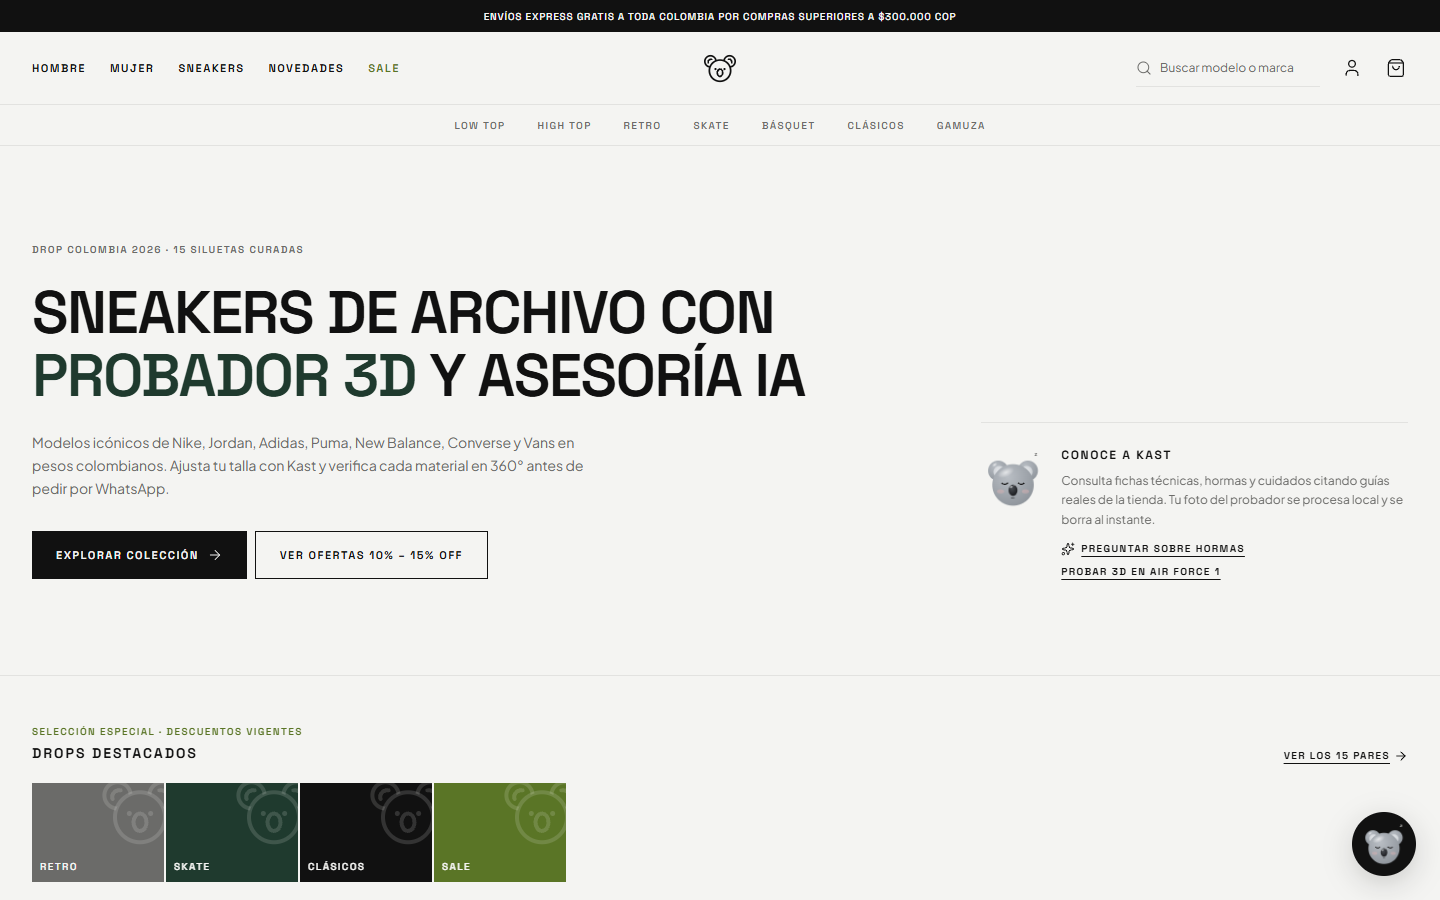 ENVÍOS EXPRESS GRATIS A TODA COLOMBIA POR COMPRAS SUPERIORES A $300.000 COP
HOMBRE MUJER SNEAKERS NOVEDADES SALE
Buscar modelo o marca
LOW TOP HIGH TOP RETRO SKATE BÁSQUET CLÁSICOS GAMUZA
DROP COLOMBIA 2026 · 15 SILUETAS CURADAS
SNEAKERS DE ARCHIVO CON
PROBADOR 3D Y ASESORÍA IA
Modelos icónicos de Nike, Jordan, Adidas, Puma, New Balance, Converse y Vans en
pesos colombianos. Ajusta tu talla con Kast y verifica cada material en 360° antes de
pedir por WhatsApp.
EXPLORAR COLECCIÓN
VER OFERTAS 10% – 15% OFF
CONOCE A KAST
Consulta fichas técnicas, hormas y cuidados citando guías
reales de la tienda. Tu foto del probador se procesa local y se
borra al instante.
PREGUNTAR SOBRE HORMAS
PROBAR 3D EN AIR FORCE 1
SELECCIÓN ESPECIAL · DESCUENTOS VIGENTES
DROPS DESTACADOS
VER LOS 15 PARES
RETRO
SKATE
CLÁSICOS
SALE